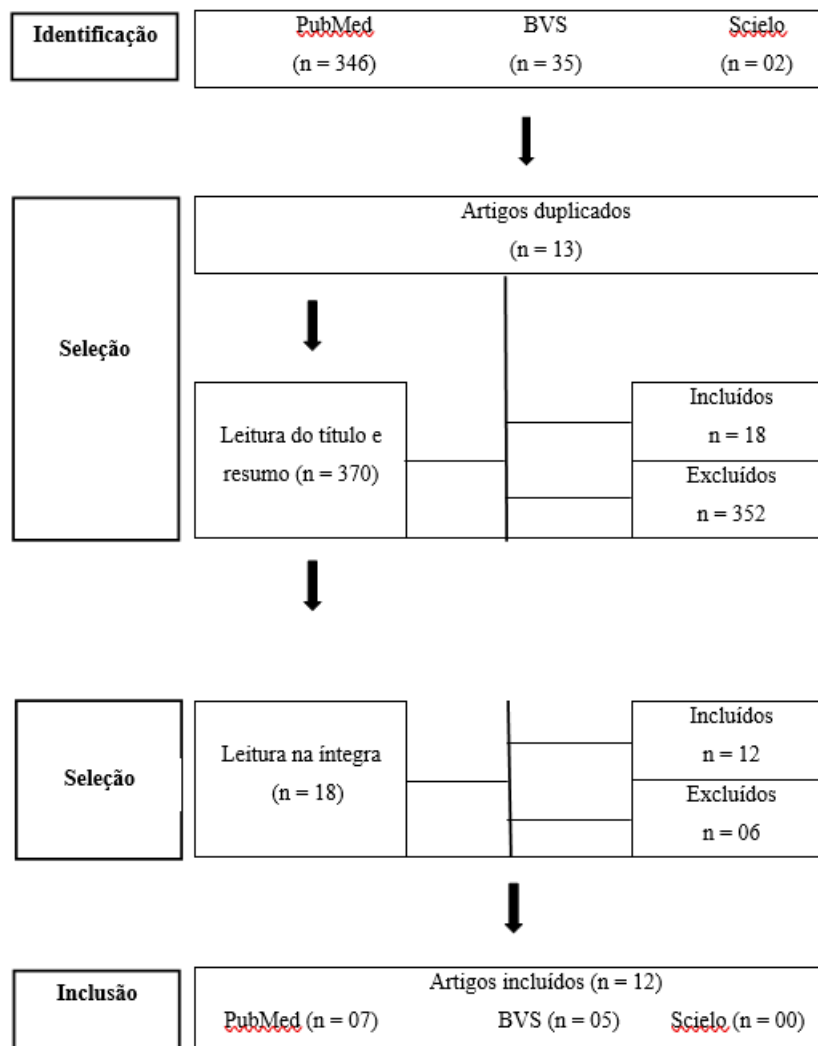 Identificação
PubMed BVS Scielo
(n = 346) (n = 35) (n = 02)
Artigos duplicados
(n = 13)
Seleção
Leitura do título e
resumo (n = 370)
Incluídos
n = 18
Excluídos
n = 352
Seleção
Leitura na íntegra
(n = 18)
Incluídos
n = 12
Excluídos
n = 06
Inclusão
Artigos incluídos (n = 12)
PubMed (n = 07) BVS (n = 05) Scielo (n = 00)